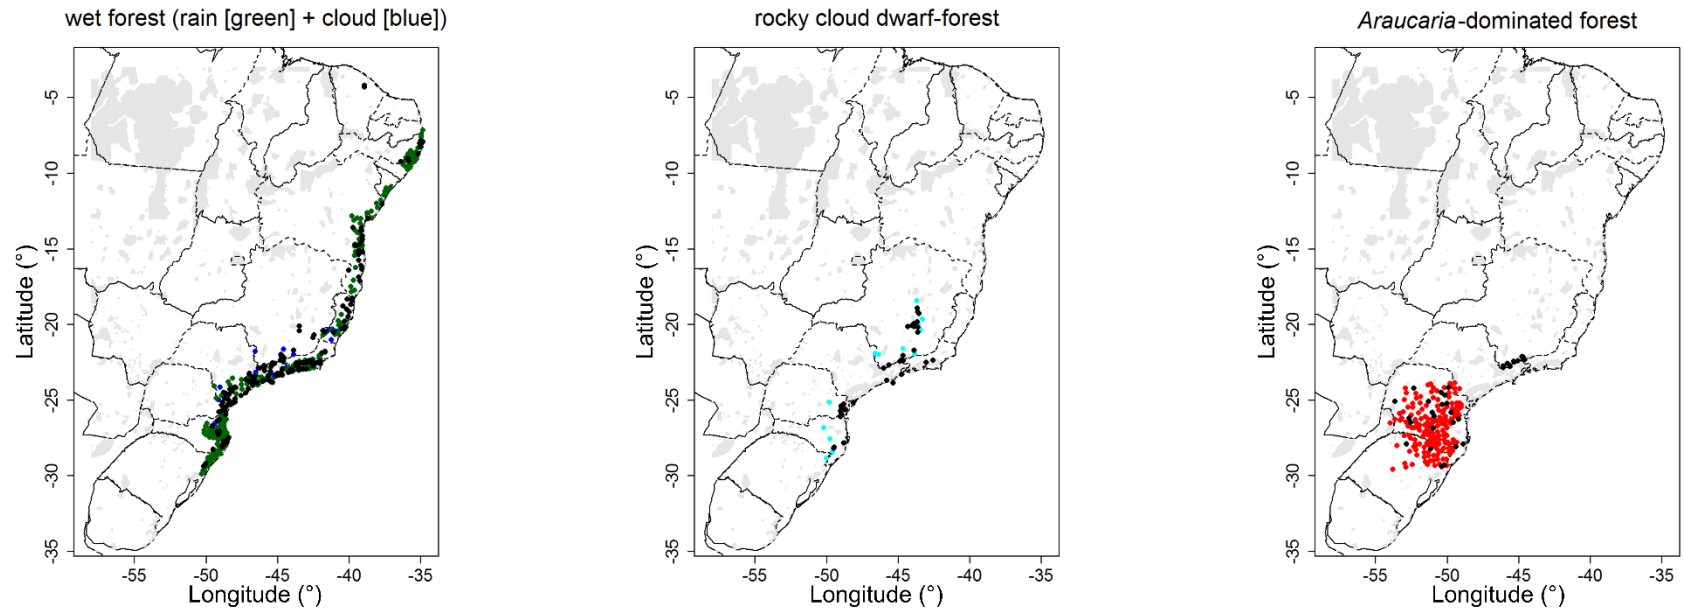 wet forest (rain [green] + cloud [blue])
-5
-10
-15
-20
-25
-30
-35
Latitude (°)
-55 -50 -45 -40 -35
Longitude (°)
rocky cloud dwarf-forest
-5
-10
-15
-20
-25
-30
-35
Latitude (°)
-55 -50 -45 -40 -35
Longitude (°)
Araucaria-dominated forest
-5
-10
-15
-20
-25
-30
-35
Latitude (°)
-55 -50 -45 -40 -35
Longitude (°)